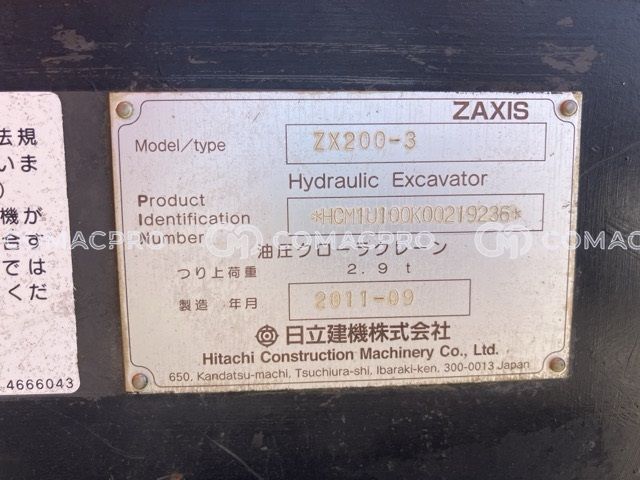 ZAXIS
Model/type ZX200-3
Hydraulic Excavator
Product
Identification
Number
*HCM1U100K00219236*
油圧クローラクレーン
つり上荷重 2.9 t
製造 年月 2011-09
日立建機株式会社
Hitachi Construction Machinery Co., Ltd.
650, Kandatsu-machi, Tsuchiura-shi, Ibaraki-ken, 300-0013 Japan
法規
いま
)
機が
合す
では
くだ
4666043
COMACPRO
COMACPRO
COMACPRO